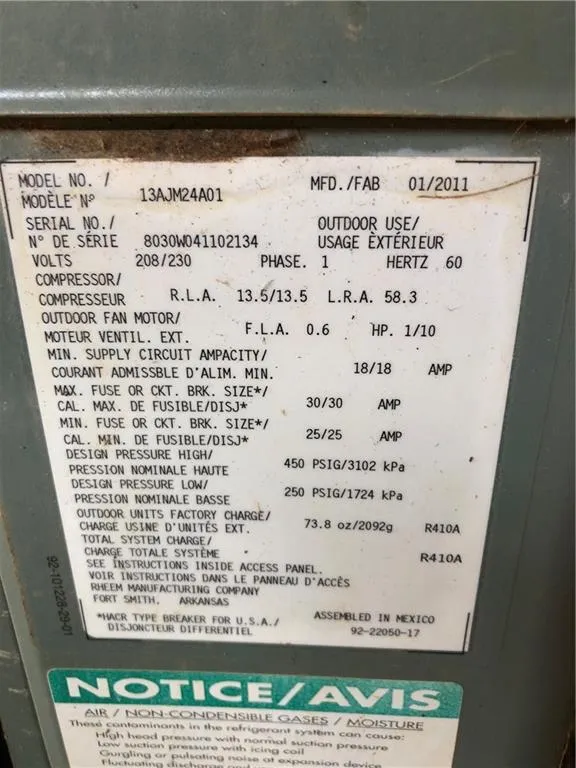 MODEL NO. /
MODÈLE Nº 13AJM24A01 MFD./FAB 01/2011
SERIAL NO./ OUTDOOR USE/
Nº DE SÉRIE 8030W041102134 USAGE ÈXTÉRIEUR
VOLTS 208/230 PHASE. 1 HERTZ 60
COMPRESSOR/
COMPRESEUR R.L.A. 13.5/13.5 L.R.A. 58.3
OUTDOOR FAN MOTOR/
MOTEUR VENTIL. EXT. F.L.A. 0.6 HP. 1/10
MIN. SUPPLY CIRCUIT AMPACITY/
COURANT ADMISSBLE D'ALIM. MIN. 18/18 AMP
MAX. FUSE OR CKT. BRK. SIZE*/
CAL. MAX. DE FUSIBLE/DISJ* 30/30 AMP
MIN. FUSE OR CKT. BRK. SIZE*/
CAL. MIN. DE FUSIBLE/DISJ* 25/25 AMP
DESIGN PRESSURE HIGH/
PRESSION NOMINALE HAUTE 450 PSIG/3102 kPa
DESIGN PRESSURE LOW/
PRESSION NOMINALE BASSE 250 PSIG/1724 kPa
OUTDOOR UNITS FACTORY CHARGE/
CHARGE USINE D'UNITÉS EXT. 73.8 oz/2092g R410A
TOTAL SYSTEM CHARGE/
CHARGE TOTALE SYSTÈME R410A
SEE INSTRUCTIONS INSIDE ACCESS PANEL.
VOIR INSTRUCTIONS DANS LE PANNEAU D'ACCÈS
RHEEM MANUFACTURING COMPANY
FORT SMITH, ARKANSAS
*HACR TYPE BREAKER FOR U.S.A./ ASSEMBLED IN MEXICO
DISJONCTEUR DIFFERENTIEL 92-22050-17
92-101228-29-01
NOTICE/AVIS
AIR / NON-CONDENSIBLE GASES / MOISTURE
These contaminants in the refrigerant system can cause:
High head pressure with normal suction pressure
Low suction pressure with icing coil
Gurgling or pulsating noise at expansion device
Fluctuating discharge and